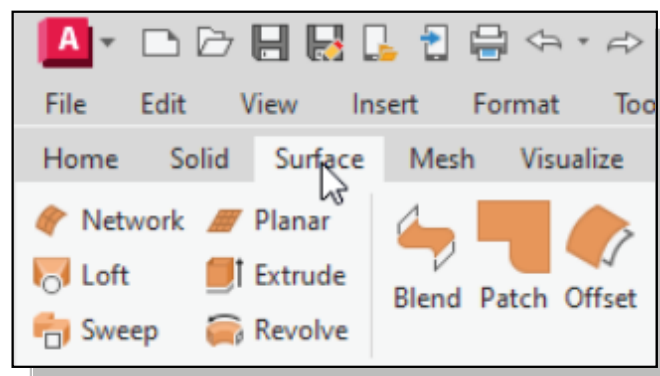 A
File Edit View Insert Format Too
Home Solid Surface Mesh Visualize
Network Planar
Loft Extrude
Sweep Revolve
Blend Patch Offset